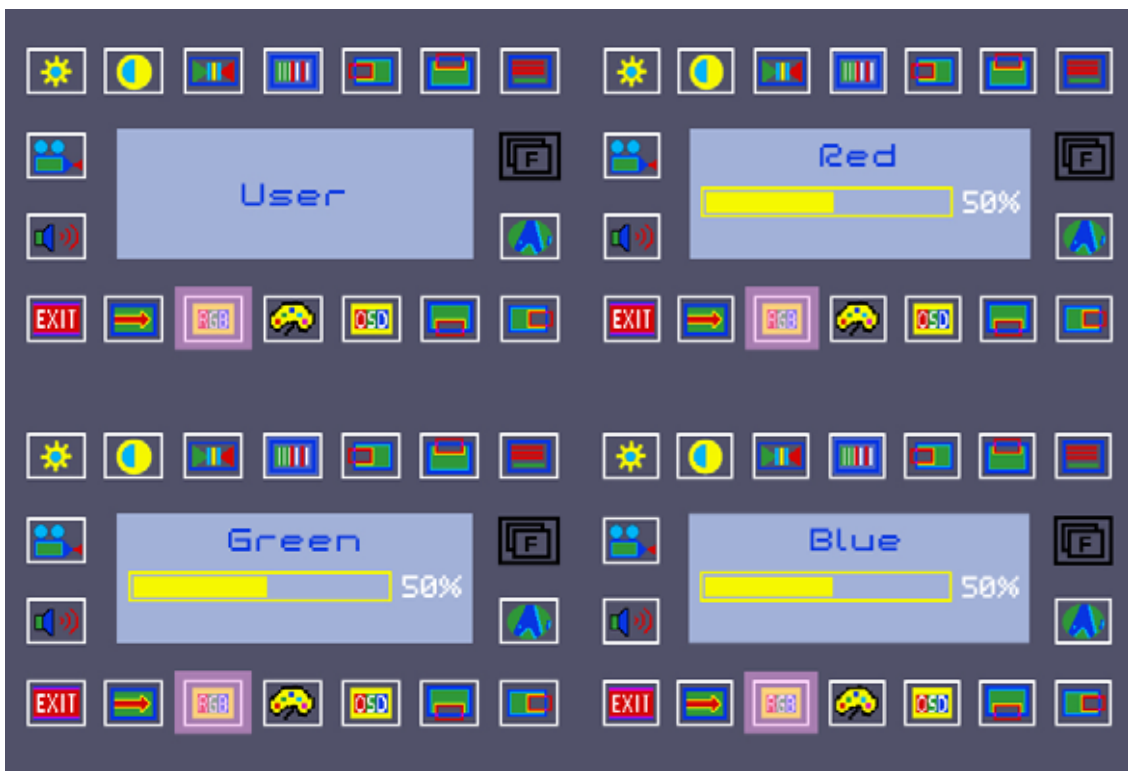 User
F
EXIT
RGB
OSD
Red
50%
F
EXIT
RGB
OSD
Green
50%
F
EXIT
RGB
OSD
Blue
50%
F
EXIT
RGB
OSD